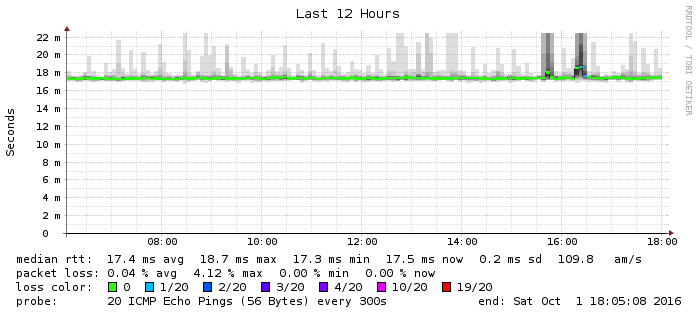 Last 12 Hours
RRDTOOL / TOBI OETIKER
Seconds
22 m
20 m
18 m
16 m
14 m
12 m
10 m
8 m
6 m
4 m
2 m
0
08:00 10:00 12:00 14:00 16:00 18:00
median rtt: 17.4 ms avg 18.7 ms max 17.3 ms min 17.5 ms now 0.2 ms sd 109.8 am/s
packet loss: 0.04 % avg 4.12 % max 0.00 % min 0.00 % now
loss color: 0 1/20 2/20 3/20 4/20 10/20 19/20
probe: 20 ICMP Echo Pings (56 Bytes) every 300s end: Sat Oct 1 18:05:08 2016